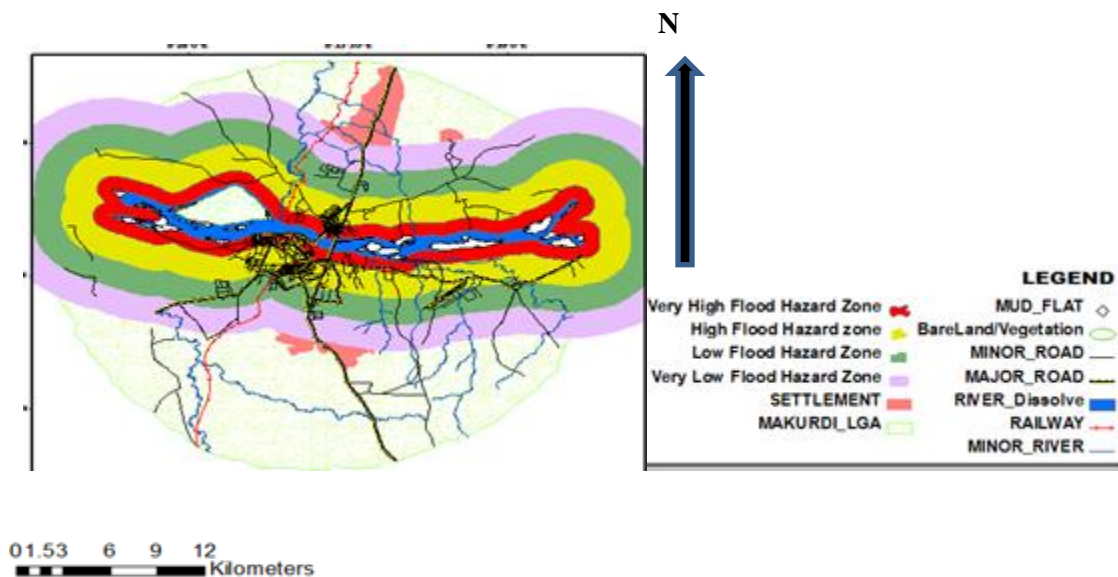 N
LEGEND
Very High Flood Hazard Zone
High Flood Hazard zone
Low Flood Hazard Zone
Very Low Flood Hazard Zone
SETTLEMENT
MAKURDI_LGA
MUD_FLAT
BareLand/Vegetation
MINOR_ROAD
MAJOR_ROAD
RIVER_Dissolve
RAILWAY
MINOR_RIVER
01.53 6 9 12
Kilometers